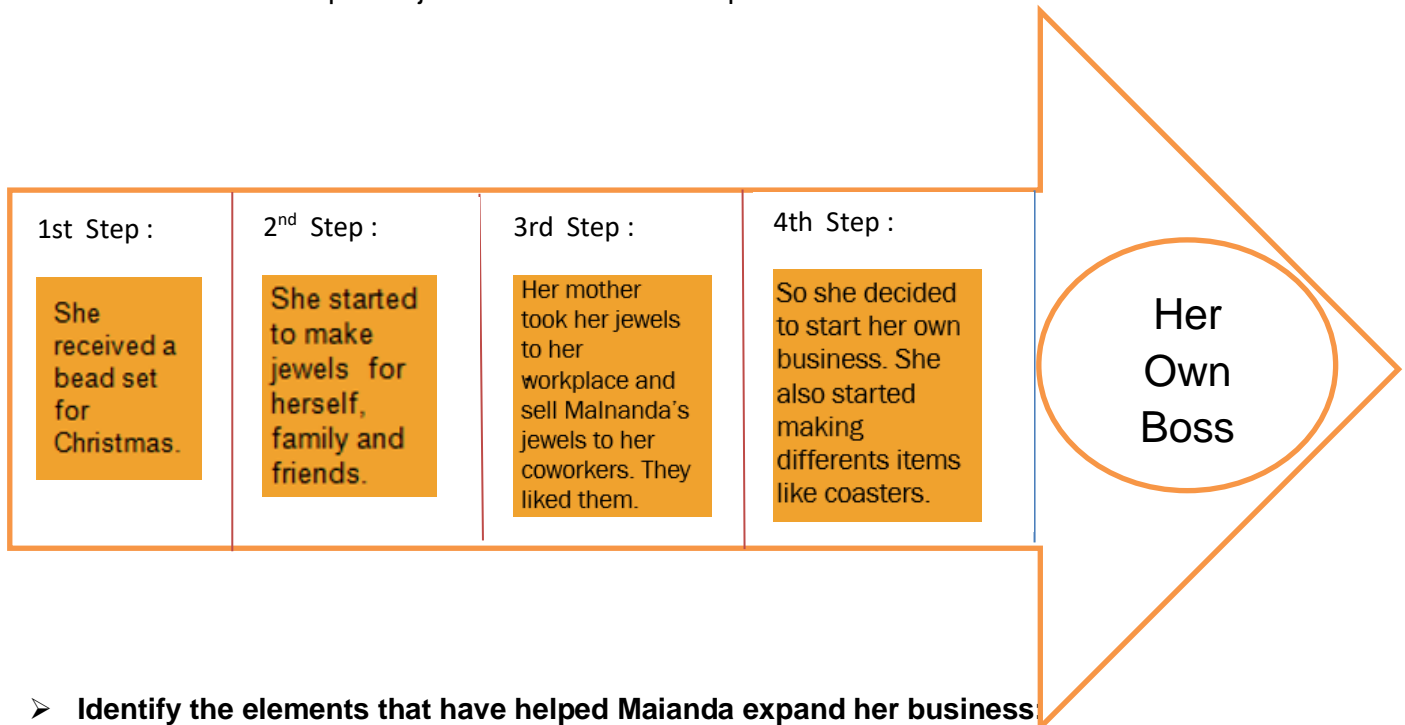 1st Step :
She
received a
bead set
for
Christmas.
2nd Step :
She started
to make
jewels for
herself,
family and
friends.
3rd Step :
Her mother
took her jewels
to her
workplace and
sell Malnanda's
jewels to her
coworkers. They
liked them.
4th Step :
So she decided
to start her own
business. She
also started
making
differents items
like coasters.
Her
Own
Boss
➢ Identify the elements that have helped Maianda expand her business: